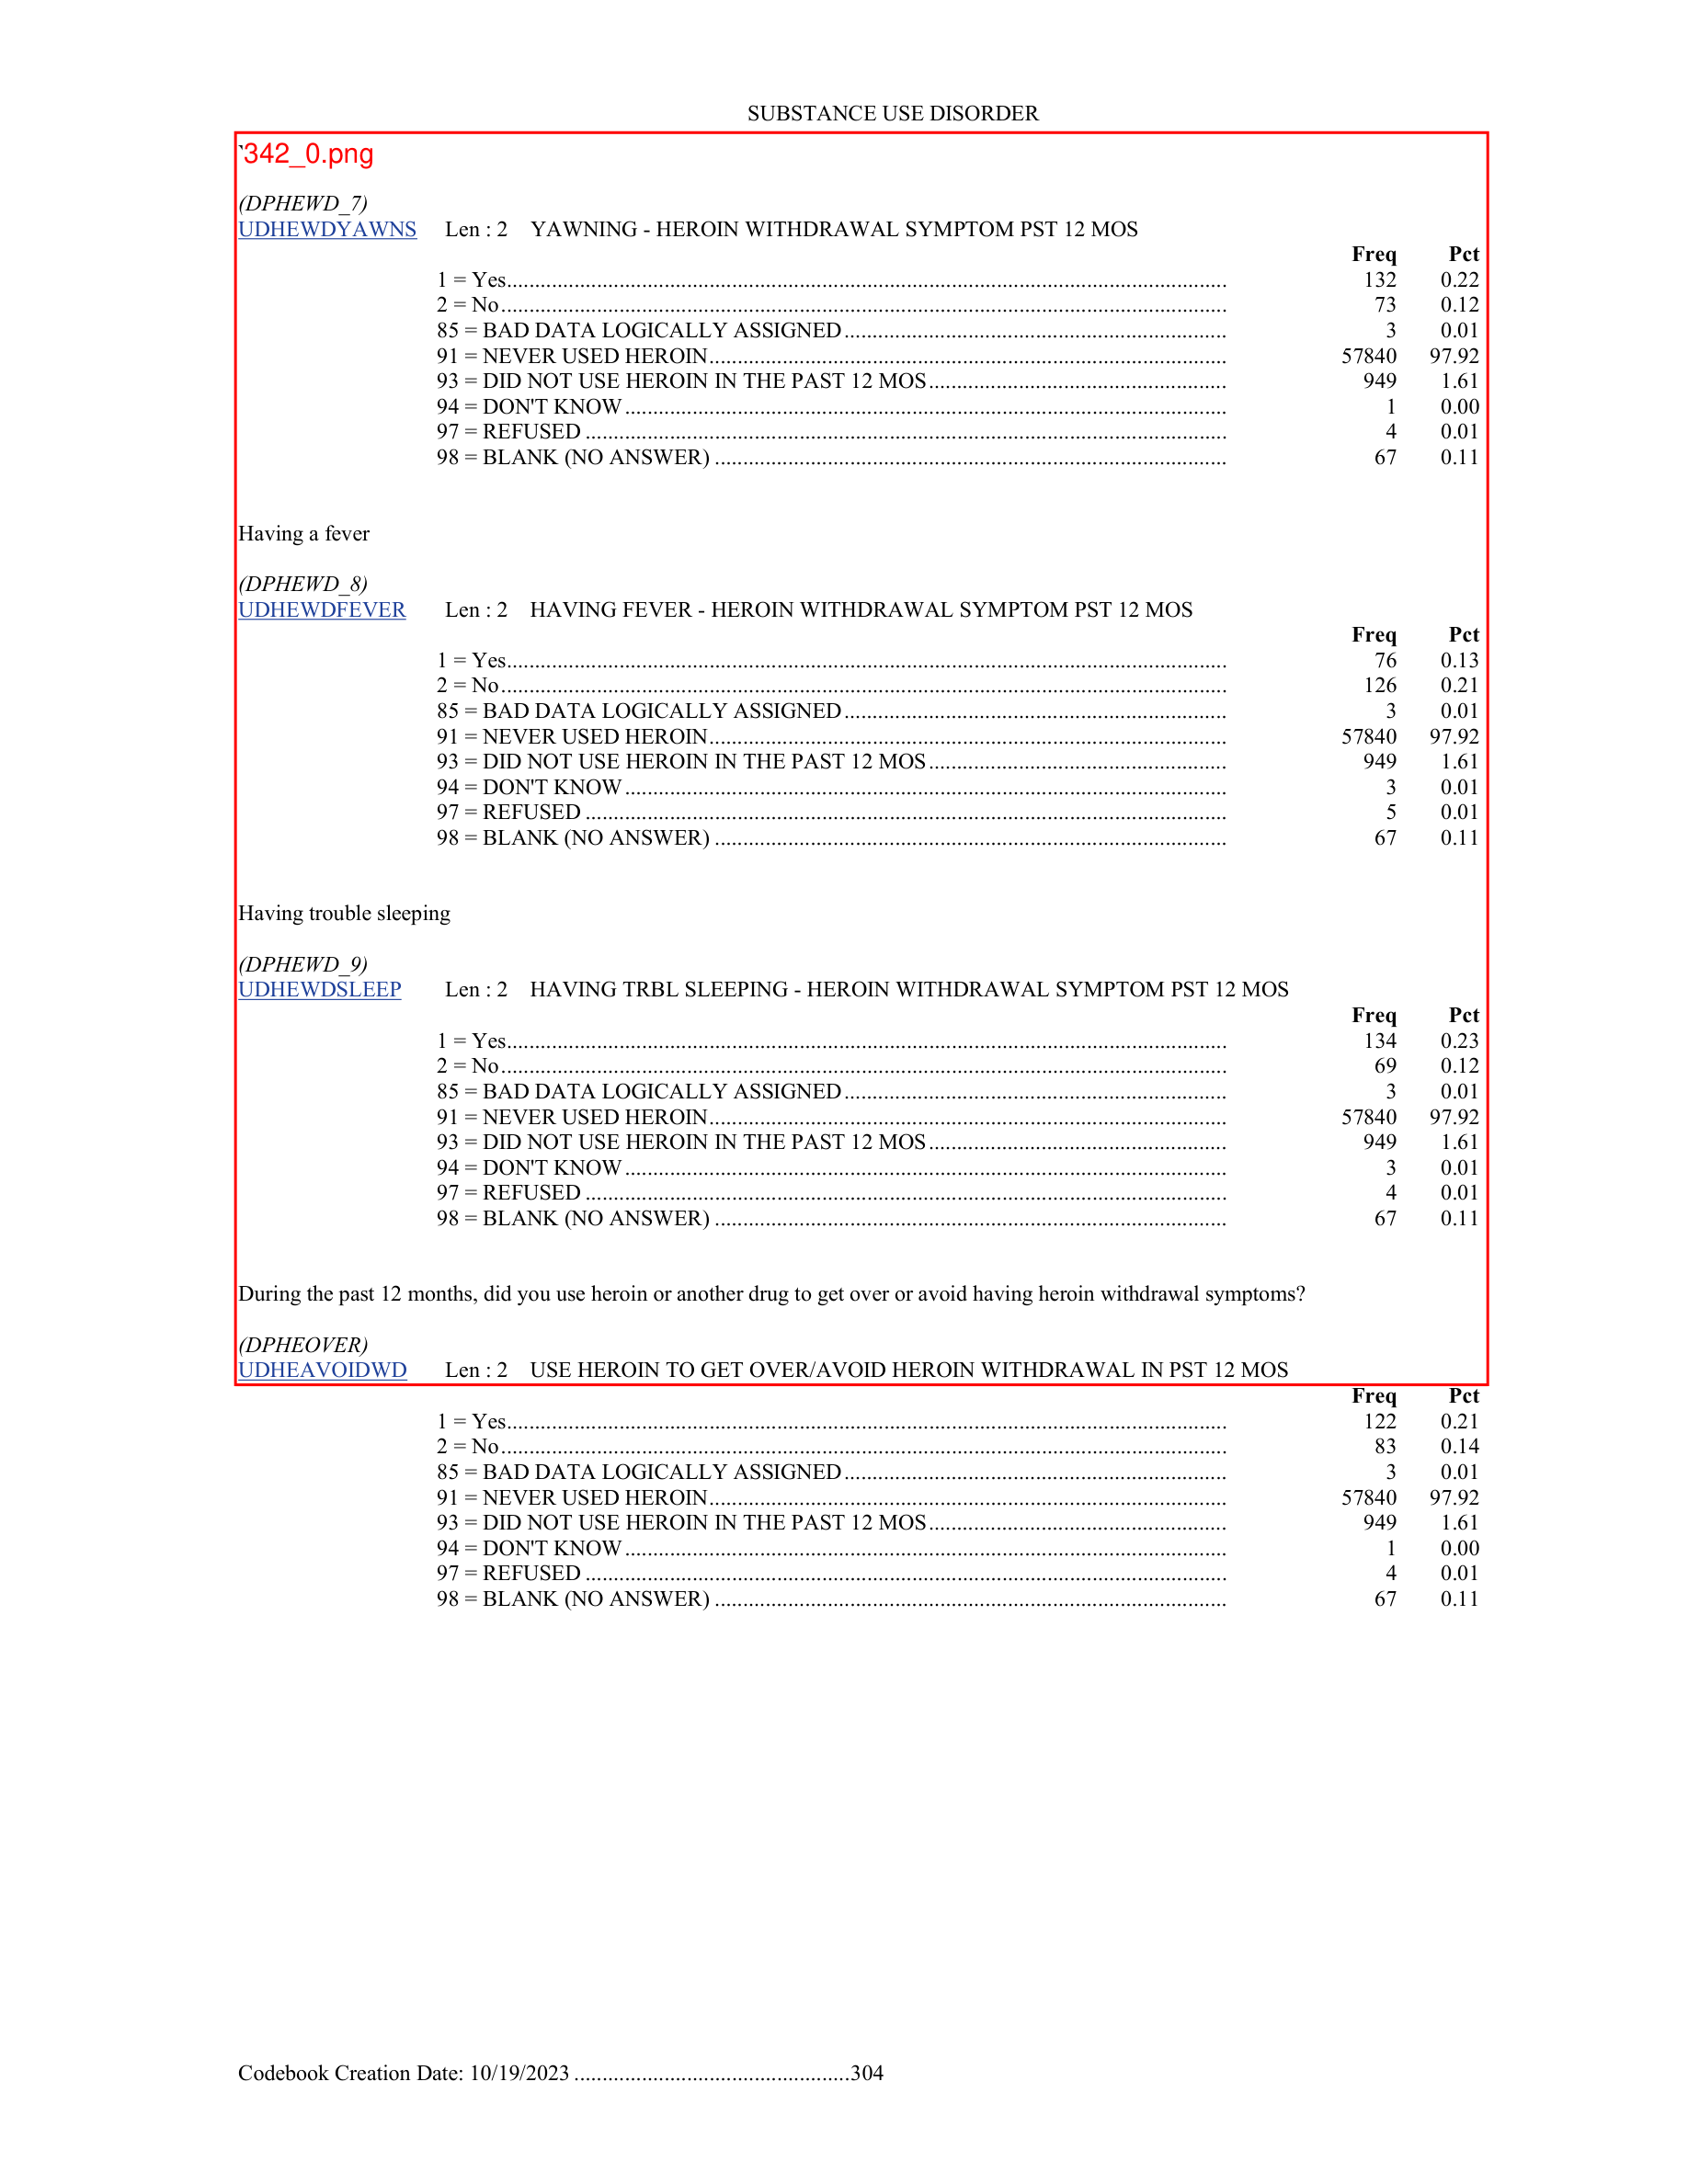 SUBSTANCE USE DISORDER
342_0.png
(DPHEWD_7)
UDHEWDYAWNS Len : 2 YAWNING - HEROIN WITHDRAWAL SYMPTOM PST 12 MOS
Freq Pct
1 = Yes 132 0.22
2 = No 73 0.12
85 = BAD DATA LOGICALLY ASSIGNED 3 0.01
91 = NEVER USED HEROIN 57840 97.92
93 = DID NOT USE HEROIN IN THE PAST 12 MOS 949 1.61
94 = DON'T KNOW 1 0.00
97 = REFUSED 4 0.01
98 = BLANK (NO ANSWER) 67 0.11
Having a fever
(DPHEWD_8)
UDHEWDFEVER Len : 2 HAVING FEVER - HEROIN WITHDRAWAL SYMPTOM PST 12 MOS
Freq Pct
1 = Yes 76 0.13
2 = No 126 0.21
85 = BAD DATA LOGICALLY ASSIGNED 3 0.01
91 = NEVER USED HEROIN 57840 97.92
93 = DID NOT USE HEROIN IN THE PAST 12 MOS 949 1.61
94 = DON'T KNOW 3 0.01
97 = REFUSED 5 0.01
98 = BLANK (NO ANSWER) 67 0.11
Having trouble sleeping
(DPHEWD_9)
UDHEWDSLEEP Len : 2 HAVING TRBL SLEEPING - HEROIN WITHDRAWAL SYMPTOM PST 12 MOS
Freq Pct
1 = Yes 134 0.23
2 = No 69 0.12
85 = BAD DATA LOGICALLY ASSIGNED 3 0.01
91 = NEVER USED HEROIN 57840 97.92
93 = DID NOT USE HEROIN IN THE PAST 12 MOS 949 1.61
94 = DON'T KNOW 3 0.01
97 = REFUSED 4 0.01
98 = BLANK (NO ANSWER) 67 0.11
During the past 12 months, did you use heroin or another drug to get over or avoid having heroin withdrawal symptoms?
(DPHEOVER)
UDHEAVOIDWD Len : 2 USE HEROIN TO GET OVER/AVOID HEROIN WITHDRAWAL IN PST 12 MOS
Freq Pct
1 = Yes 122 0.21
2 = No 83 0.14
85 = BAD DATA LOGICALLY ASSIGNED 3 0.01
91 = NEVER USED HEROIN 57840 97.92
93 = DID NOT USE HEROIN IN THE PAST 12 MOS 949 1.61
94 = DON'T KNOW 1 0.00
97 = REFUSED 4 0.01
98 = BLANK (NO ANSWER) 67 0.11
Codebook Creation Date: 10/19/2023 304